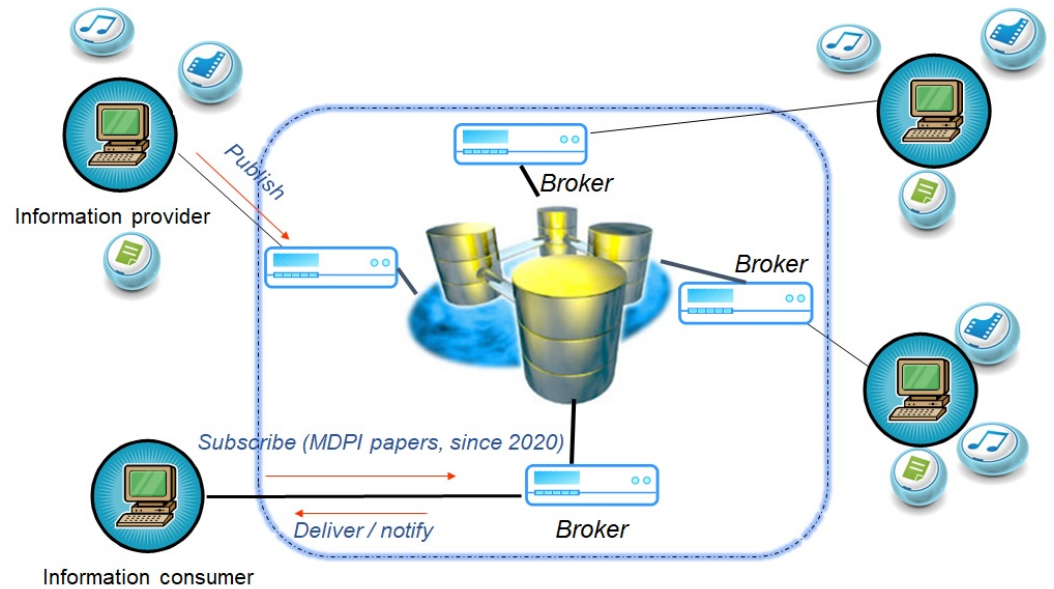 Publish
Broker
Information provider
Broker
Subscribe (MDPI papers, since 2020)
Deliver / notify
Broker
Information consumer